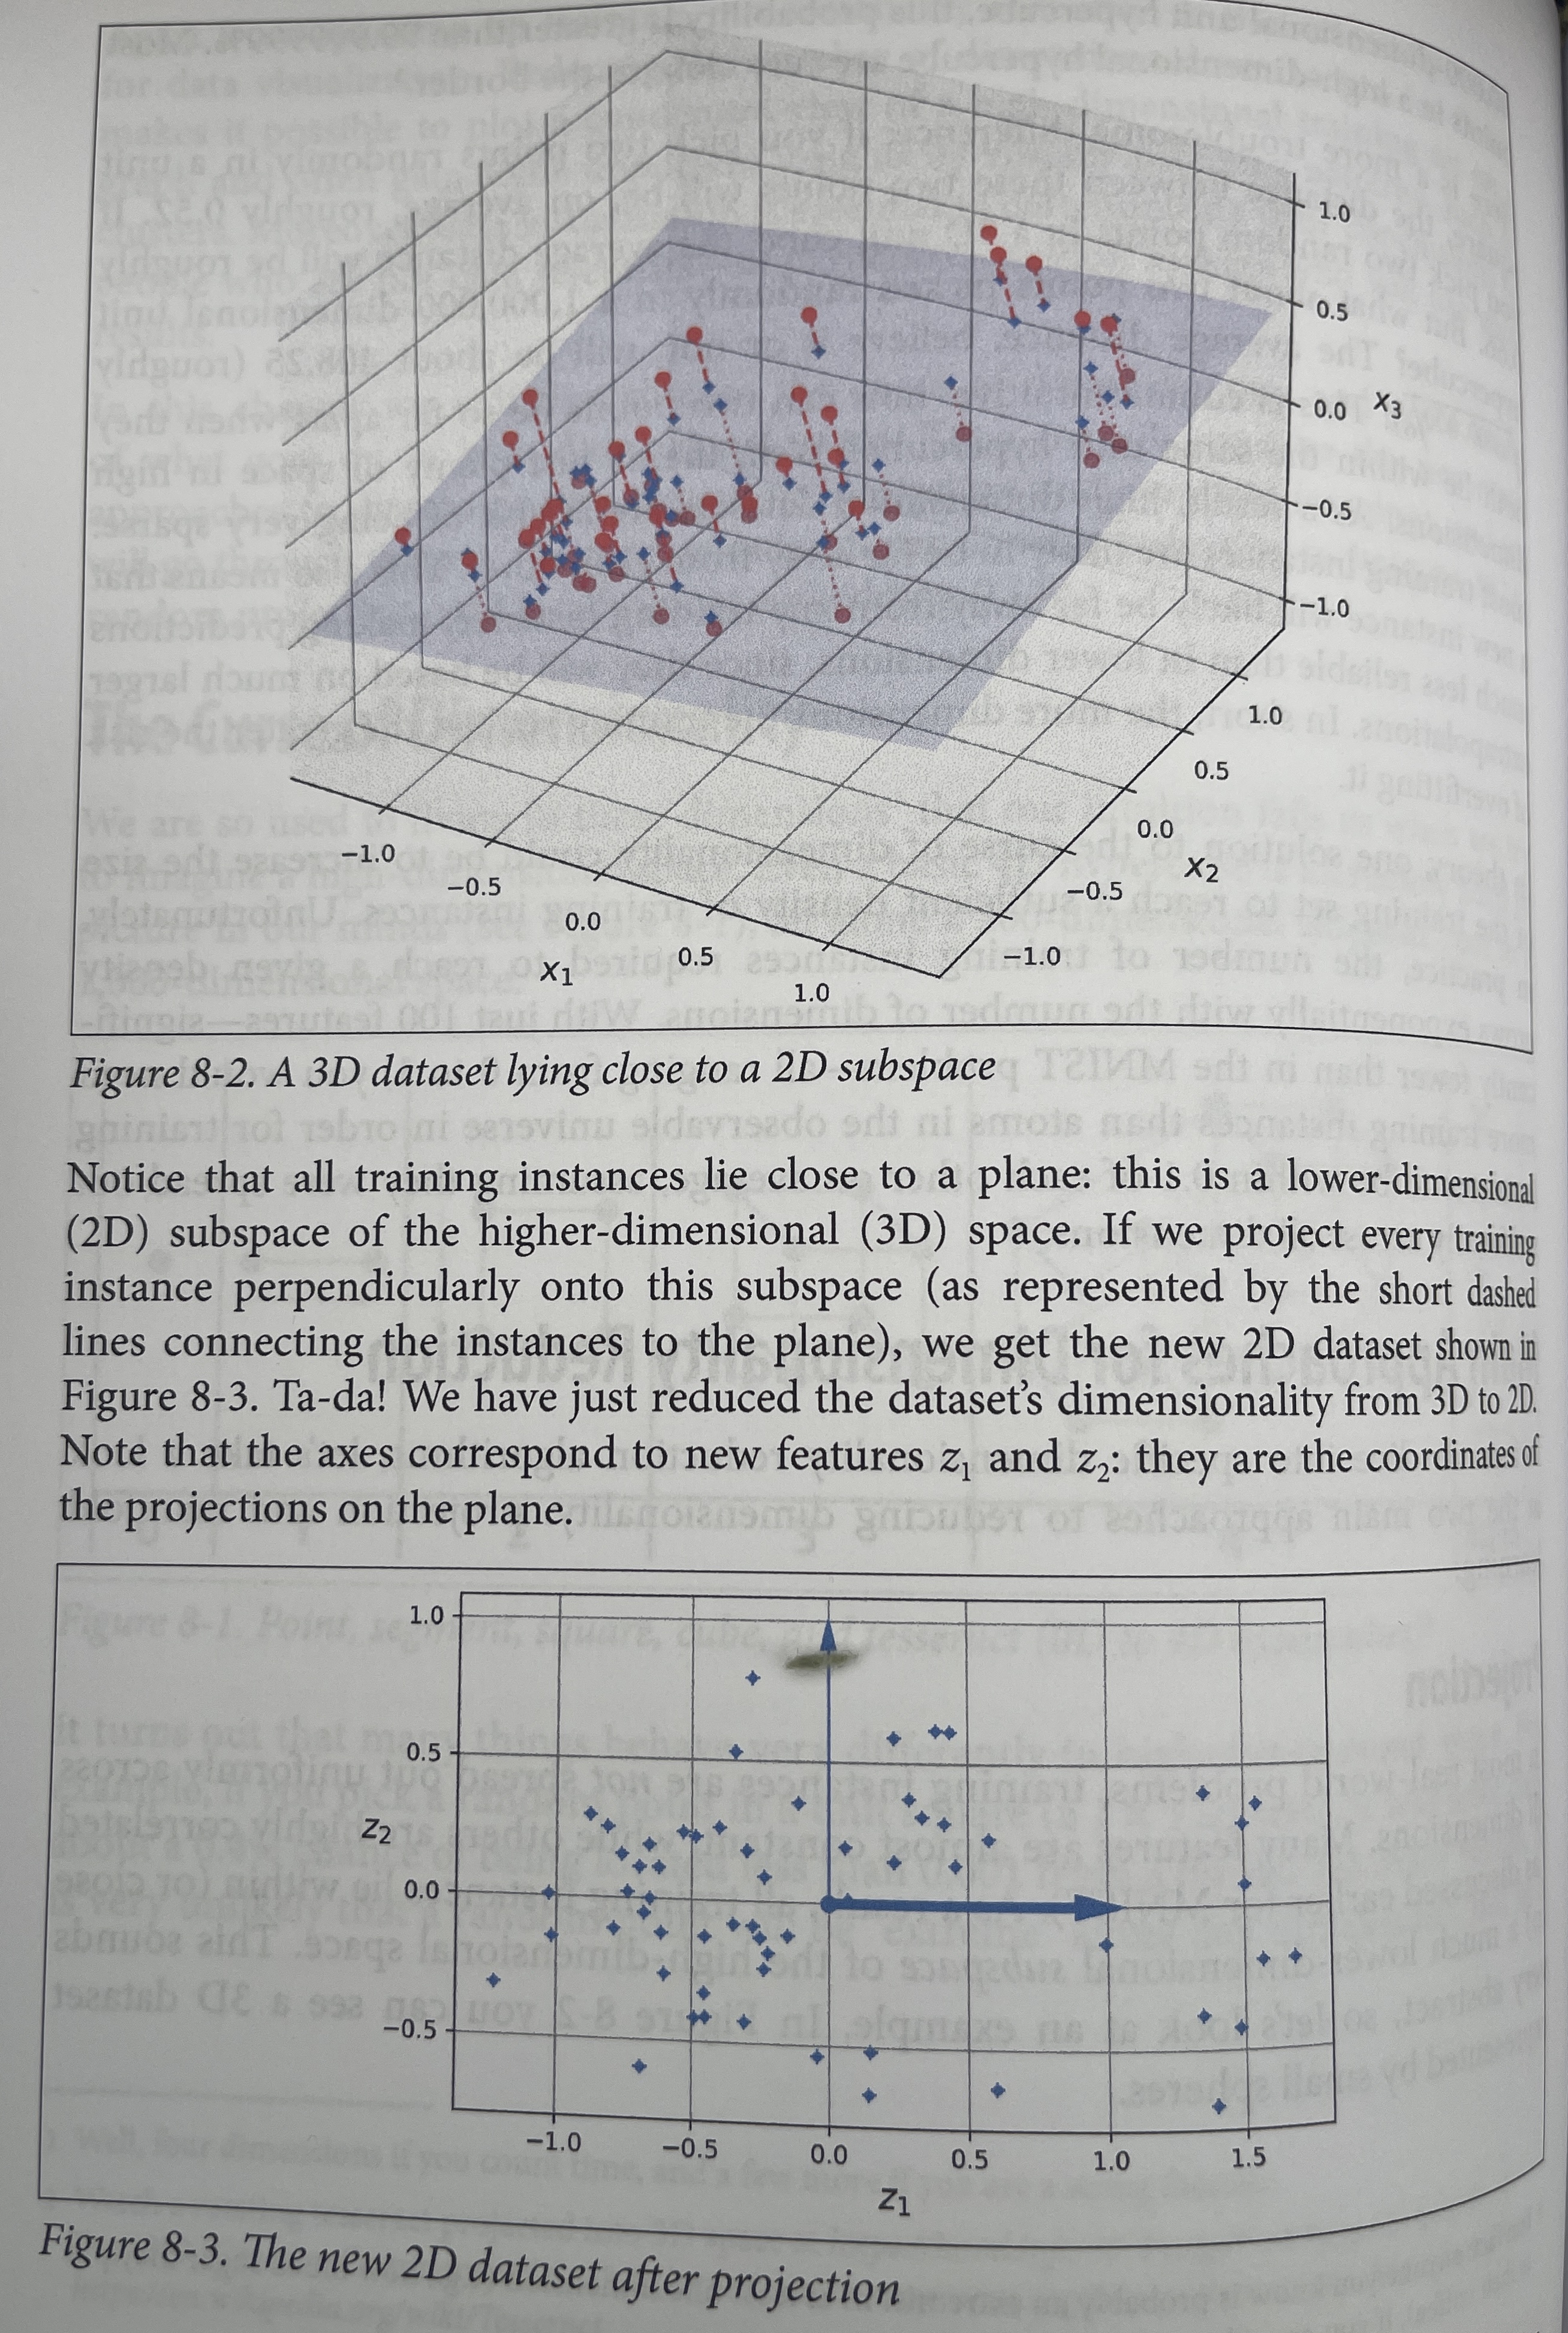 1.0
0.5
0.0
x₃
−0.5
−1.0
1.0
0.5
0.0
x₂
−0.5
−1.0
−1.0
−0.5
0.0
0.5
1.0
x₁
Figure 8-2. A 3D dataset lying close to a 2D subspace
Notice that all training instances lie close to a plane: this is a lower-dimensional
(2D) subspace of the higher-dimensional (3D) space. If we project every training
instance perpendicularly onto this subspace (as represented by the short dashed
lines connecting the instances to the plane), we get the new 2D dataset shown in
Figure 8-3. Ta-da! We have just reduced the dataset’s dimensionality from 3D to 2D.
Note that the axes correspond to new features z₁ and z₂: they are the coordinates of
the projections on the plane.
1.0
0.5
z₂
0.0
−0.5
−1.0 −0.5 0.0 0.5 1.0 1.5
z₁
Figure 8-3. The new 2D dataset after projection